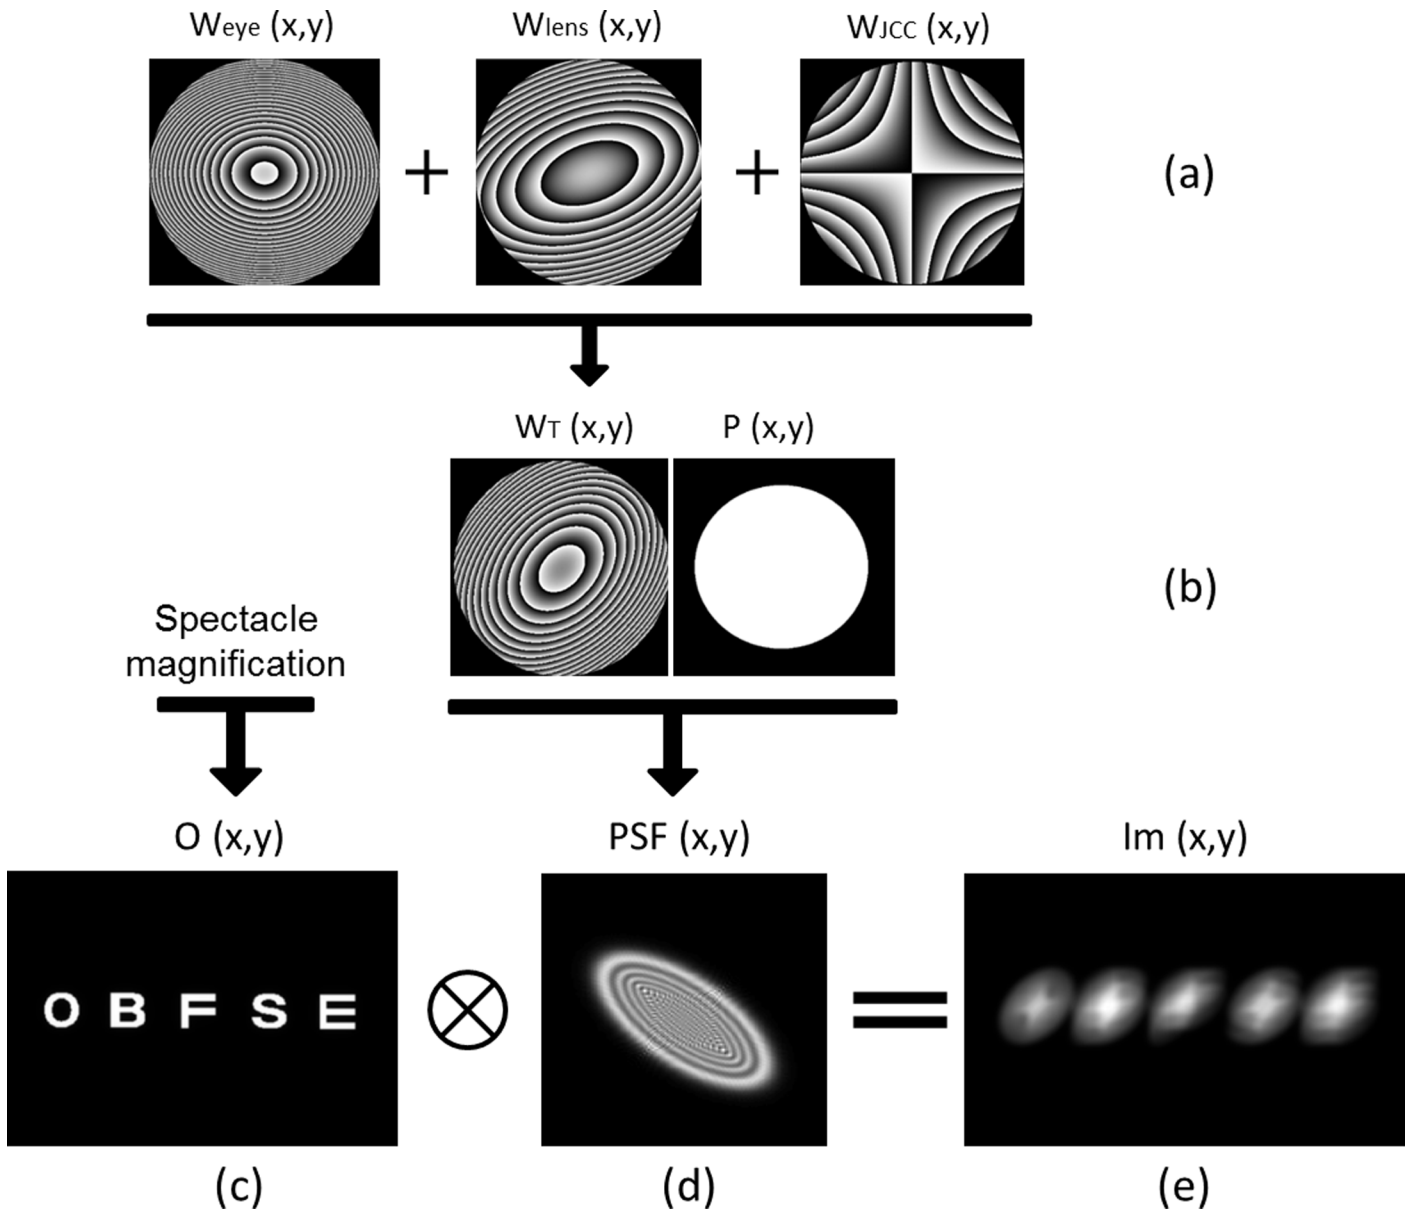 Weye (x,y) Wlens (x,y) WJCC (x,y)
+ + (a)
WT (x,y) P (x,y)
(b)
Spectacle
magnification
O (x,y) PSF (x,y) Im (x,y)
O B F S E ⊗ =
(c) (d) (e)